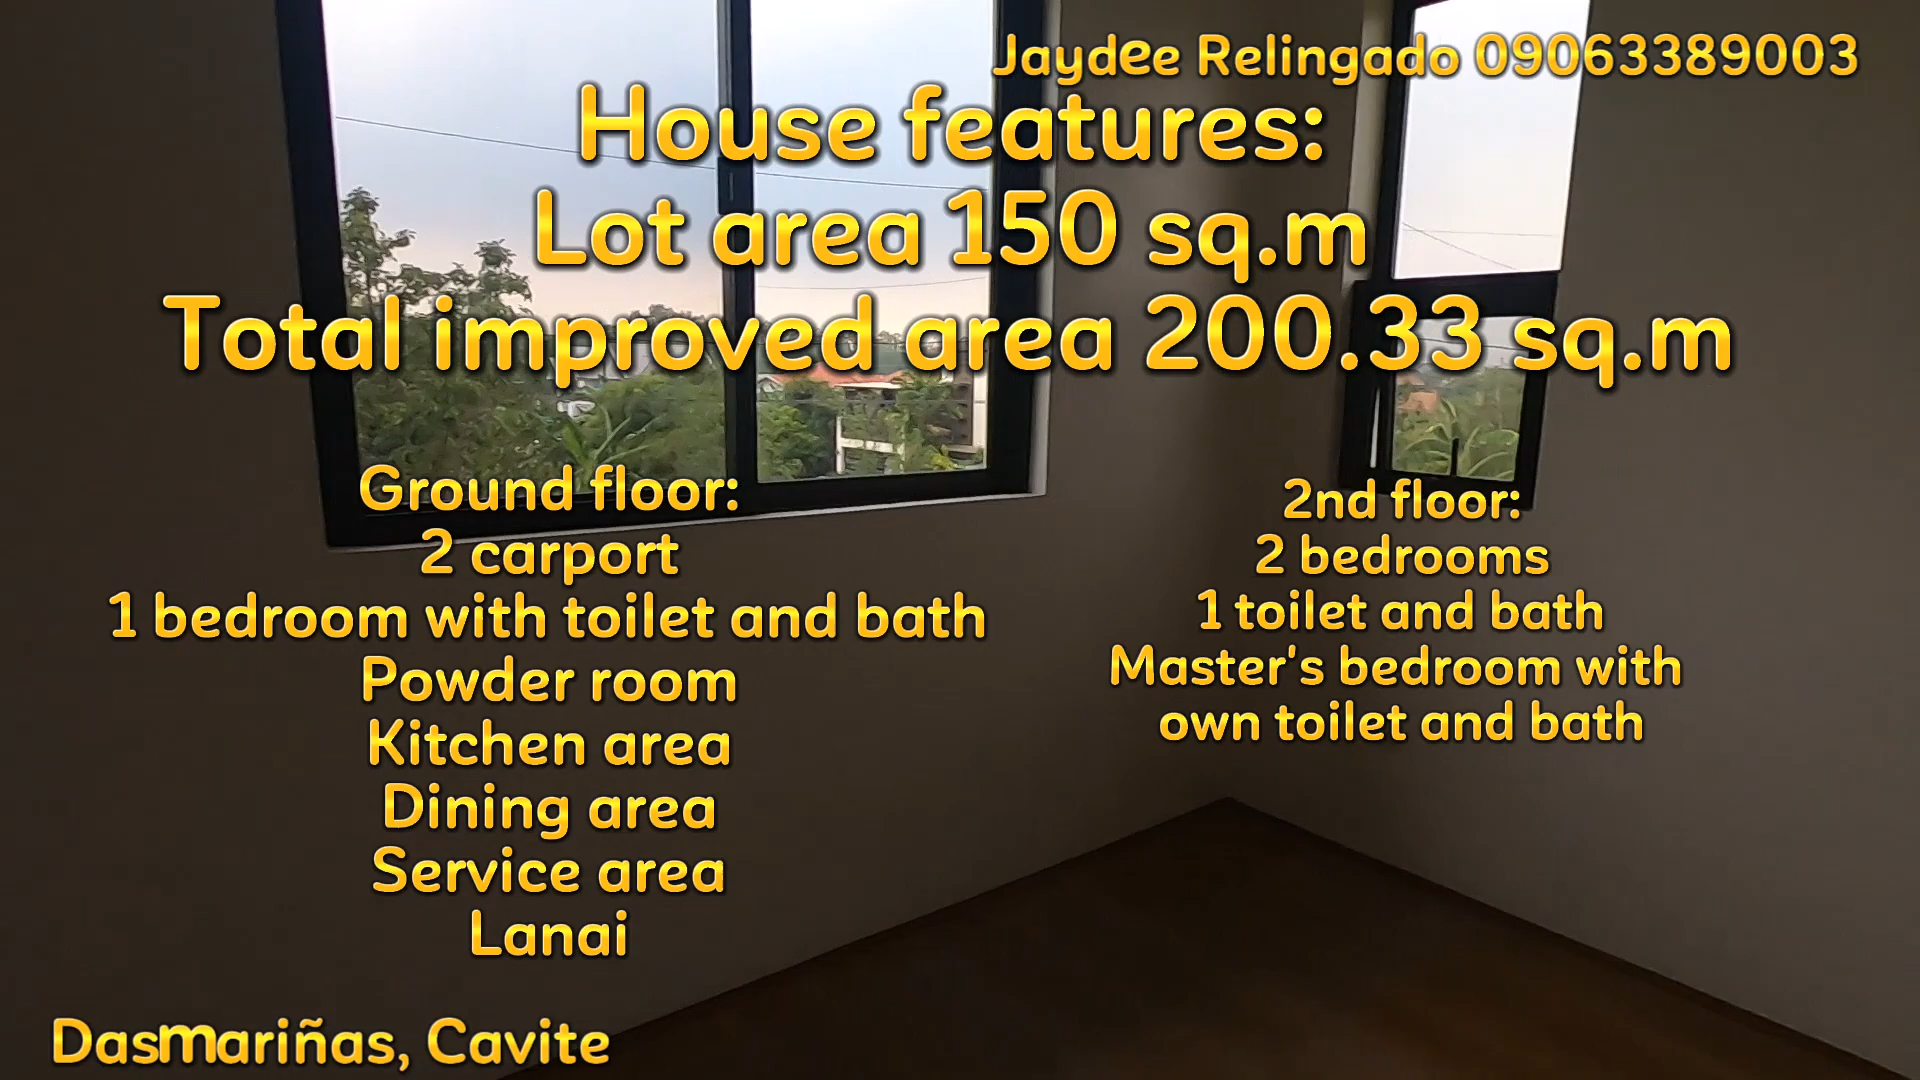 Jaydee Relingado 09063389003
House features:
Lot area 150 sq.m
Total improved area 200.33 sq.m
Ground floor:
2 carport
1 bedroom with toilet and bath
Powder room
Kitchen area
Dining area
Service area
Lanai
2nd floor:
2 bedrooms
1 toilet and bath
Master's bedroom with
own toilet and bath
Dasmariñas, Cavite